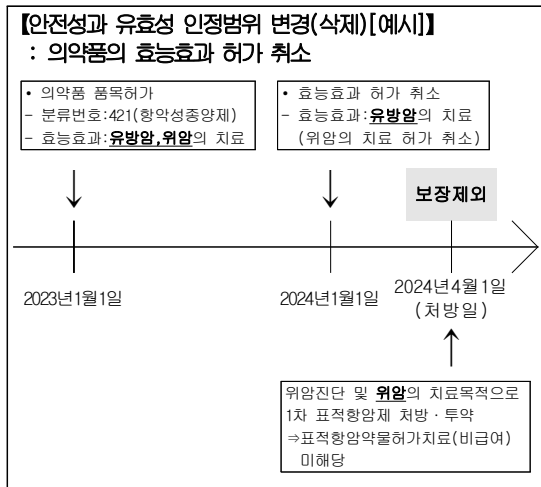 【안전성과 유효성 인정범위 변경(삭제)[예시]】
: 의약품의 효능효과 허가 취소
• 의약품 품목허가
- 분류번호:421(항악성종양제)
- 효능효과:유방암,위암의 치료
• 효능효과 허가 취소
- 효능효과:유방암의 치료
(위암의 치료 허가 취소)
보장제외
2023년1월1일
2024년1월1일
2024년4월1일
(처방일)
위암진단 및 위암의 치료목적으로
1차 표적항암제 처방·투약
⇒표적항암약물허가치료(비급여)
미해당